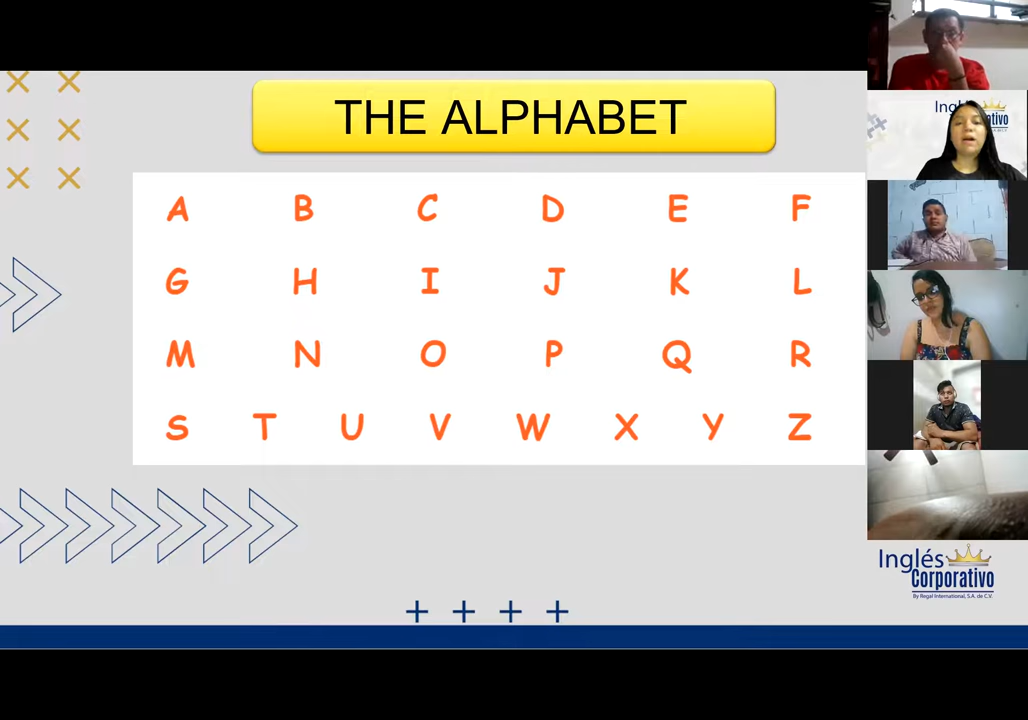 THE ALPHABET
A B C D E F
G H I J K L
M N O P Q R
S T U V W X Y Z
Inglés
Corporativo
By Regal International, S.A. de C.V.